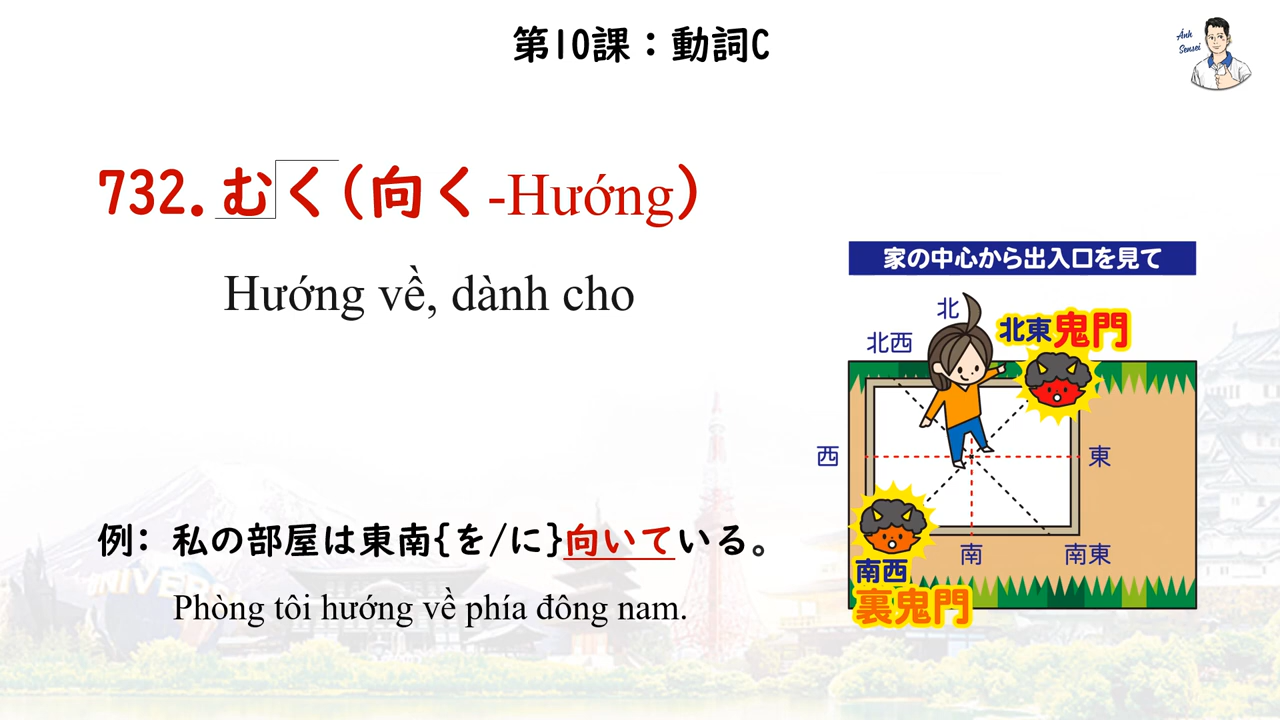 第10課：動詞C
Ánh
Sensei
732.むく(向く-Hướng)
Hướng về, dành cho
家の中心から出入口を見て
北
北西
北東鬼門
西
東
南
南東
南西
裏鬼門
例: 私の部屋は東南{を/に}向いている。
Phòng tôi hướng về phía đông nam.